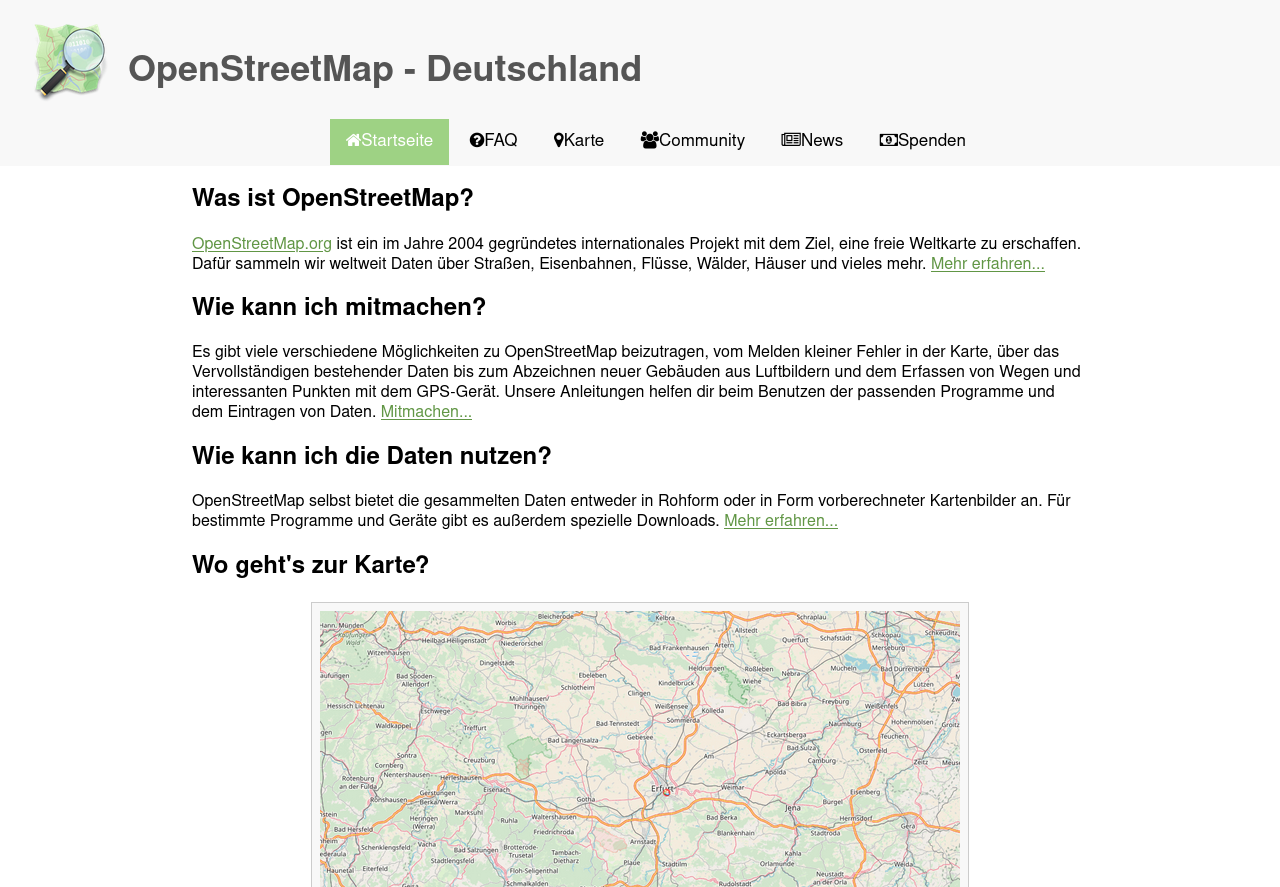 OpenStreetMap - Deutschland
Startseite
FAQ
Karte
Community
News
Spenden
Was ist OpenStreetMap?
OpenStreetMap.org ist ein im Jahre 2004 gegründetes internationales Projekt mit dem Ziel, eine freie Weltkarte zu erschaffen.
Dafür sammeln wir weltweit Daten über Straßen, Eisenbahnen, Flüsse, Wälder, Häuser und vieles mehr. Mehr erfahren...
Wie kann ich mitmachen?
Es gibt viele verschiedene Möglichkeiten zu OpenStreetMap beizutragen, vom Melden kleiner Fehler in der Karte, über das
Vervollständigen bestehender Daten bis zum Abzeichnen neuer Gebäuden aus Luftbildern und dem Erfassen von Wegen und
interessanten Punkten mit dem GPS-Gerät. Unsere Anleitungen helfen dir beim Benutzen der passenden Programme und
dem Eintragen von Daten. Mitmachen...
Wie kann ich die Daten nutzen?
OpenStreetMap selbst bietet die gesammelten Daten entweder in Rohform oder in Form vorberechneter Kartenbilder an. Für
bestimmte Programme und Geräte gibt es außerdem spezielle Downloads. Mehr erfahren...
Wo geht's zur Karte?
Hann. Münden
Worbis
Bleicherode
Kelbra
Schraplau
Heilbad Heiligenstadt
Niederorschel
Bad Frankenhausen
Artern
Allstedt
Querfurt
Schafstädt
Schkopau
Merseburg
Schkeuditz
Kaufunger Wald
Witzenhausen
Dingelstädt
Ebeleben
Heldrungen
Roßleben
Nebra
Mücheln
Bad Dürrenberg
Bad Sooden-
Allendorf
Schlotheim
Clingen
Kindelbrück
Wiehe
Lützen
Hessisch Lichtenau
Eschwege
Mühlhausen/
Thüringen
Weißensee
Kölleda
Bad Bibra
Freyburg
Weißenfels
Waldkappel
Treffurt
Bad Tennstedt
Sömmerda
Naumburg
Hohenmölsen
Bad Langensalza
Gebesee
Eckartsberga
Teuchern
Sontra
Creuzburg
Am
Bad Sulza
Osterfeld
Cornberg
Nentershausen
Herleshausen
Apolda
Camburg
Zeitz
Rotenburg
an der Fulda
Gerstungen
Eisenach
Gotha
Erfurt
Weimar
Eisenberg
Ronshausen
Berka/Werra
Marksuhl
Waltershausen
Jena
Bürgel
Bad Hersfeld
Heringen
(Werra)
Ruhla
Friedrichroda
Bad Berka
Blankenhain
Stadtroda
Hermsdorf
Gera
Schenklengsfeld
Vacha
Bad Salzungen
Brotterode-
Trusetal
Tambach-
Dietharz
Arnstadt
Kahla
Haunetal
Eiterfeld
Stadtlengsfeld
Floh-Seligenthal
Plaue
Stadtilm
Orlamünde
Weida
Schmalkalden
Rudolstadt
Neustadt
an der Orla